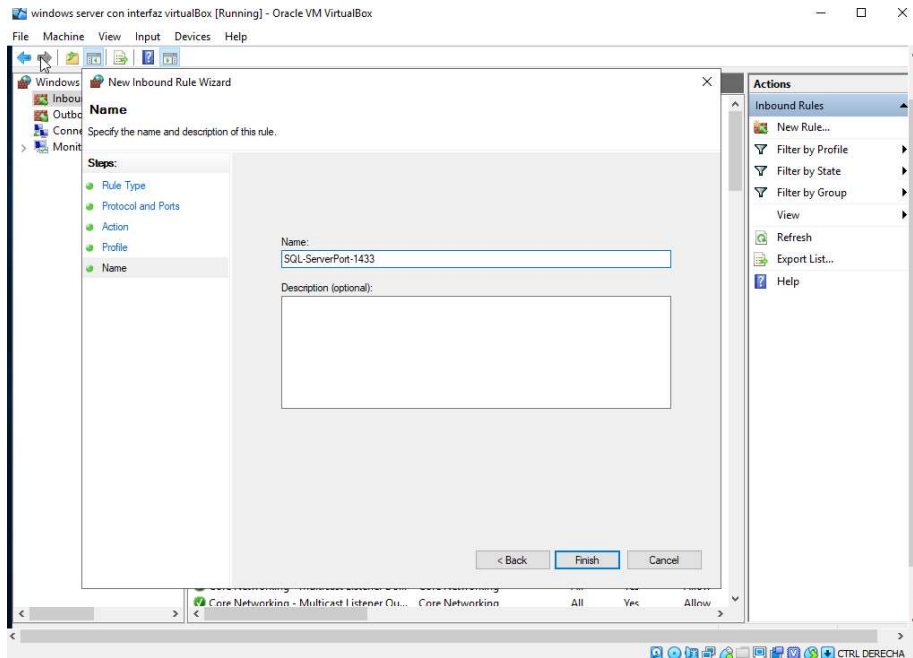 windows server con interfaz virtualBox [Running] - Oracle VM VirtualBox
File Machine View Input Devices Help
Windows
Inbou
Outbo
Conne
Monit
New Inbound Rule Wizard
Name
Specify the name and description of this rule.
Steps:
Rule Type
Protocol and Ports
Action
Profile
Name
Name:
SQL-ServerPort-1433
Description (optional):
< Back Finish Cancel
Core Networking - Multicast Listener Qu... Core Networking All Yes Allow
Actions
Inbound Rules
New Rule...
Filter by Profile
Filter by State
Filter by Group
View
Refresh
Export List...
Help
CTRL DERECHA